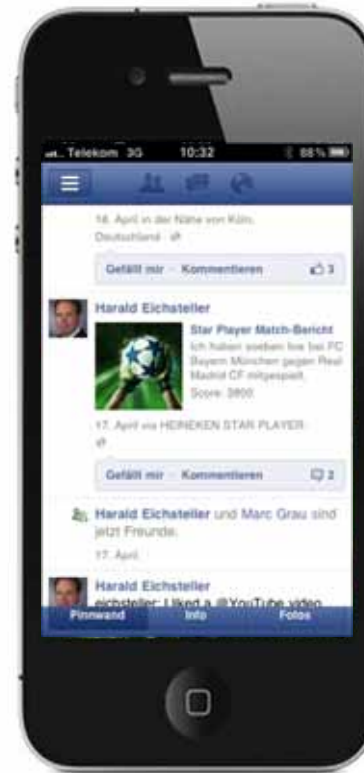 Telekom 3G 10:32 88%
18. April in der Nähe von Köln,
Deutschland
Gefällt mir · Kommentieren 3
Harald Eichsteller
Star Player Match-Bericht
Ich haben soeben live bei FC
Bayern München gegen Real
Madrid CF mitgespielt.
Score: 3800
17. April via HEINEKEN STAR PLAYER
Gefällt mir · Kommentieren 2
Harald Eichsteller und Marc Grau sind
jetzt Freunde.
17. April
Harald Eichsteller
eichsteller: I liked a @YouTube video
Pinnwand Info Fotos